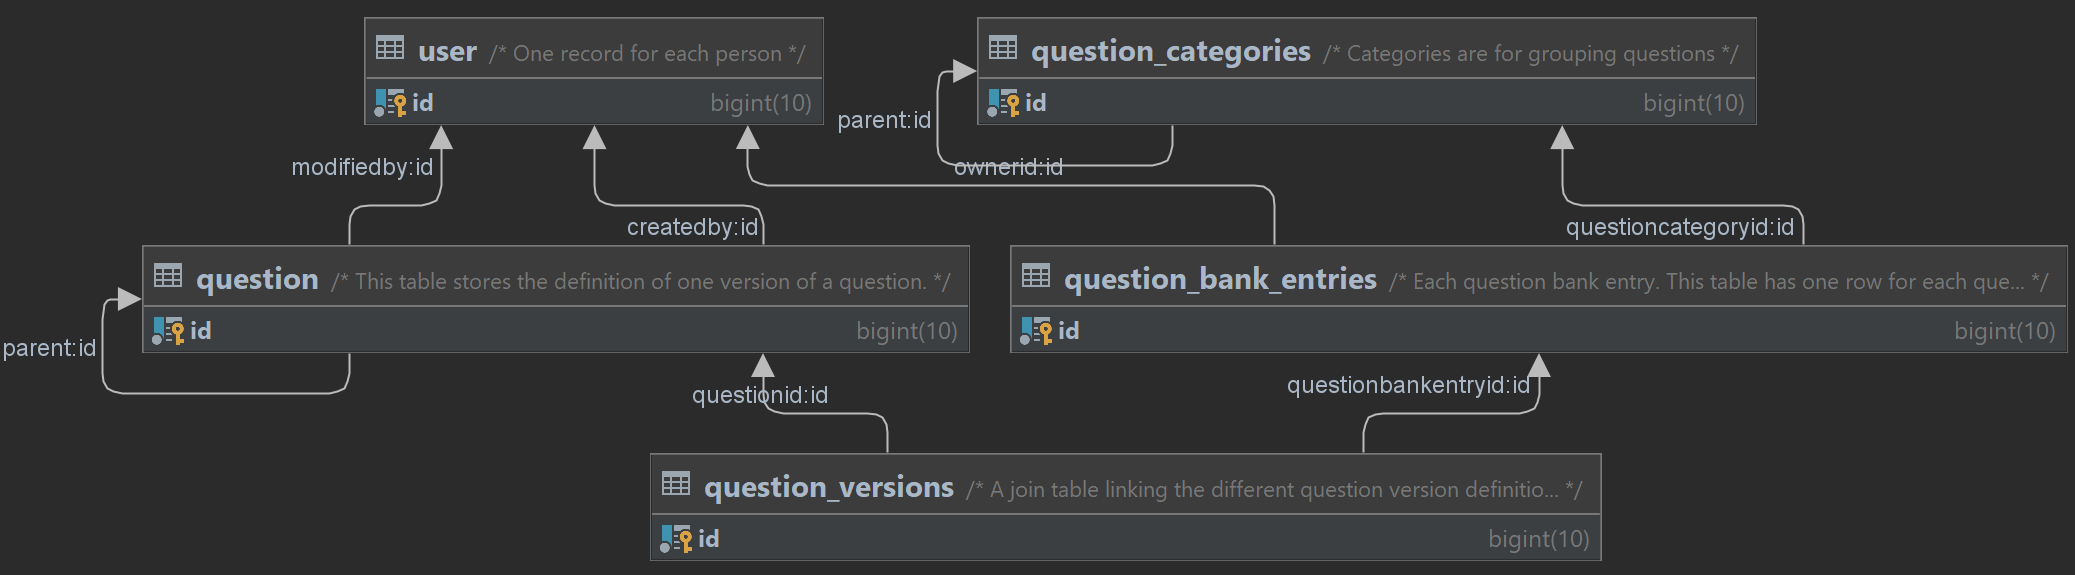 user /* One record for each person */
id bigint(10)
question_categories /* Categories are for grouping questions */
id bigint(10)
parent:id
modifiedby:id
ownerid:id
createdby:id
questioncategoryid:id
question /* This table stores the definition of one version of a question. */
id bigint(10)
question_bank_entries /* Each question bank entry. This table has one row for each que... */
id bigint(10)
parent:id
questionid:id
questionbankentryid:id
question_versions /* A join table linking the different question version definitio... */
id bigint(10)